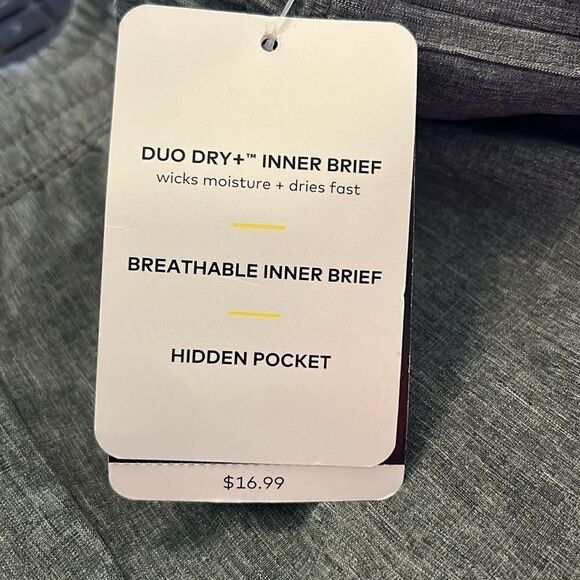 DUO DRY+™ INNER BRIEF
wicks moisture + dries fast
BREATHABLE INNER BRIEF
HIDDEN POCKET
$16.99